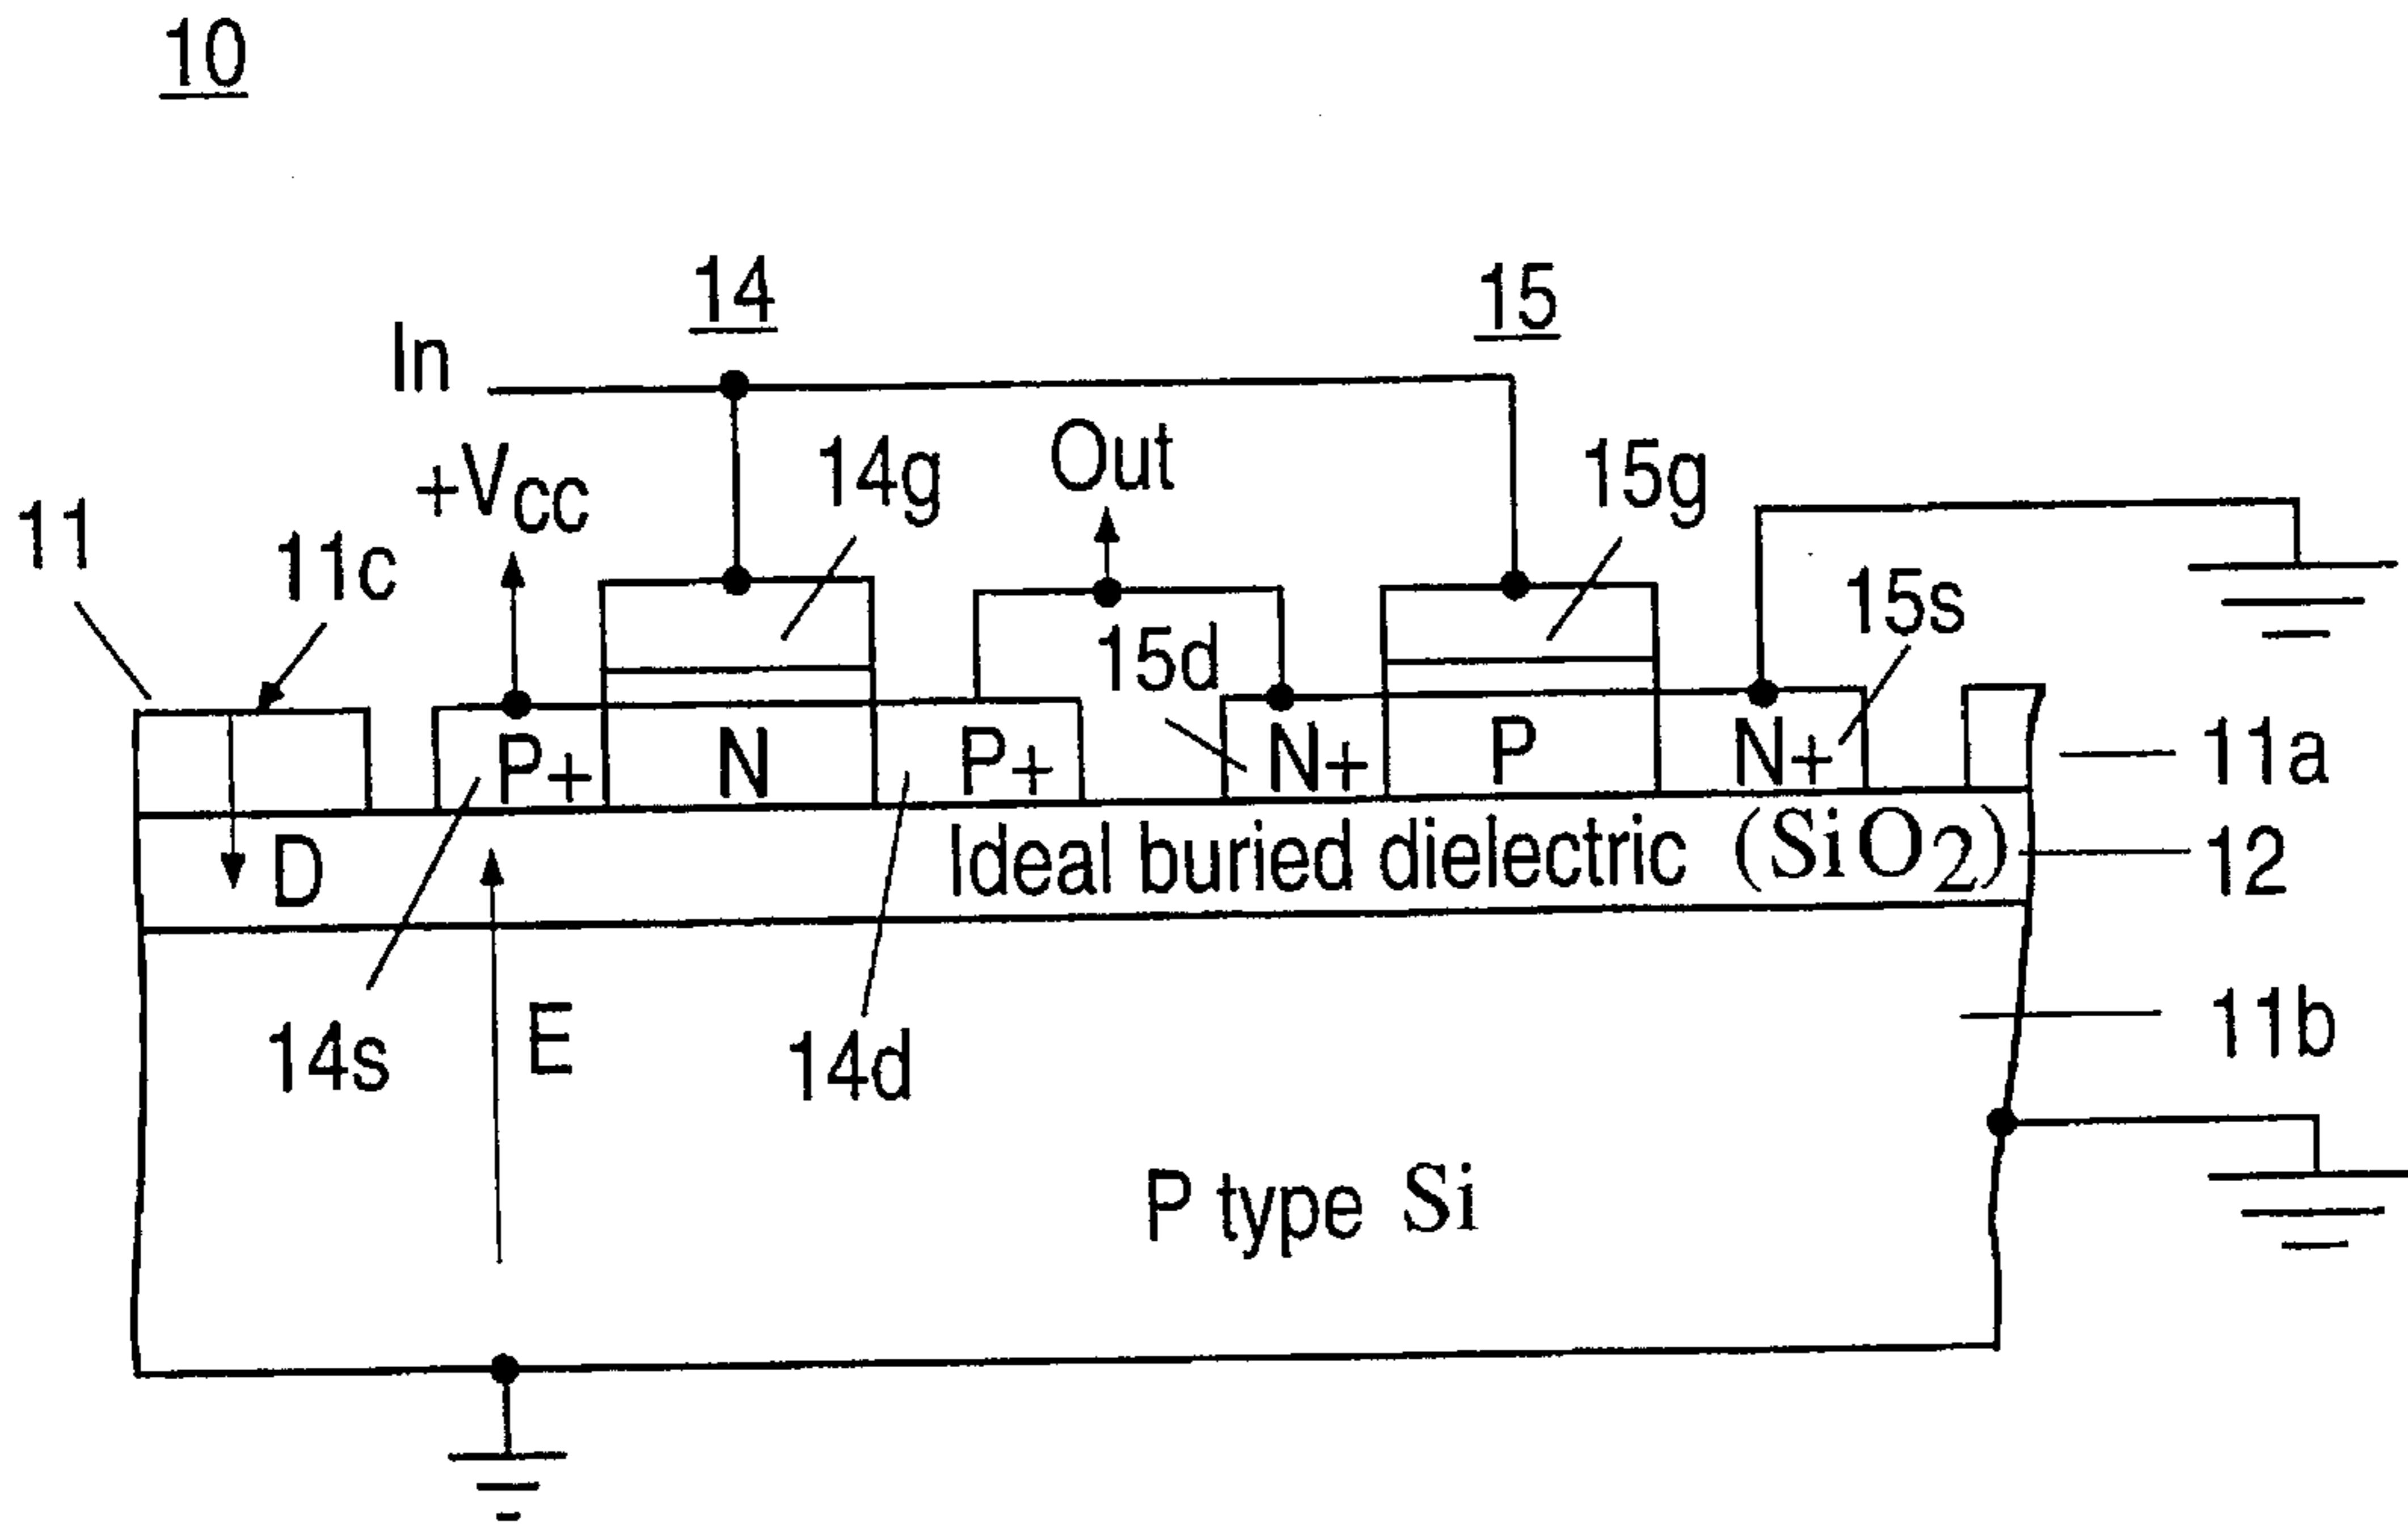 10
14
15
In
Out
+VCC
14g
15g
11
11c
15d
15s
P+
N
P+
N+
P
N+
11a
D
Ideal buried dielectric (SiO2)
12
14s
E
14d
11b
P type Si